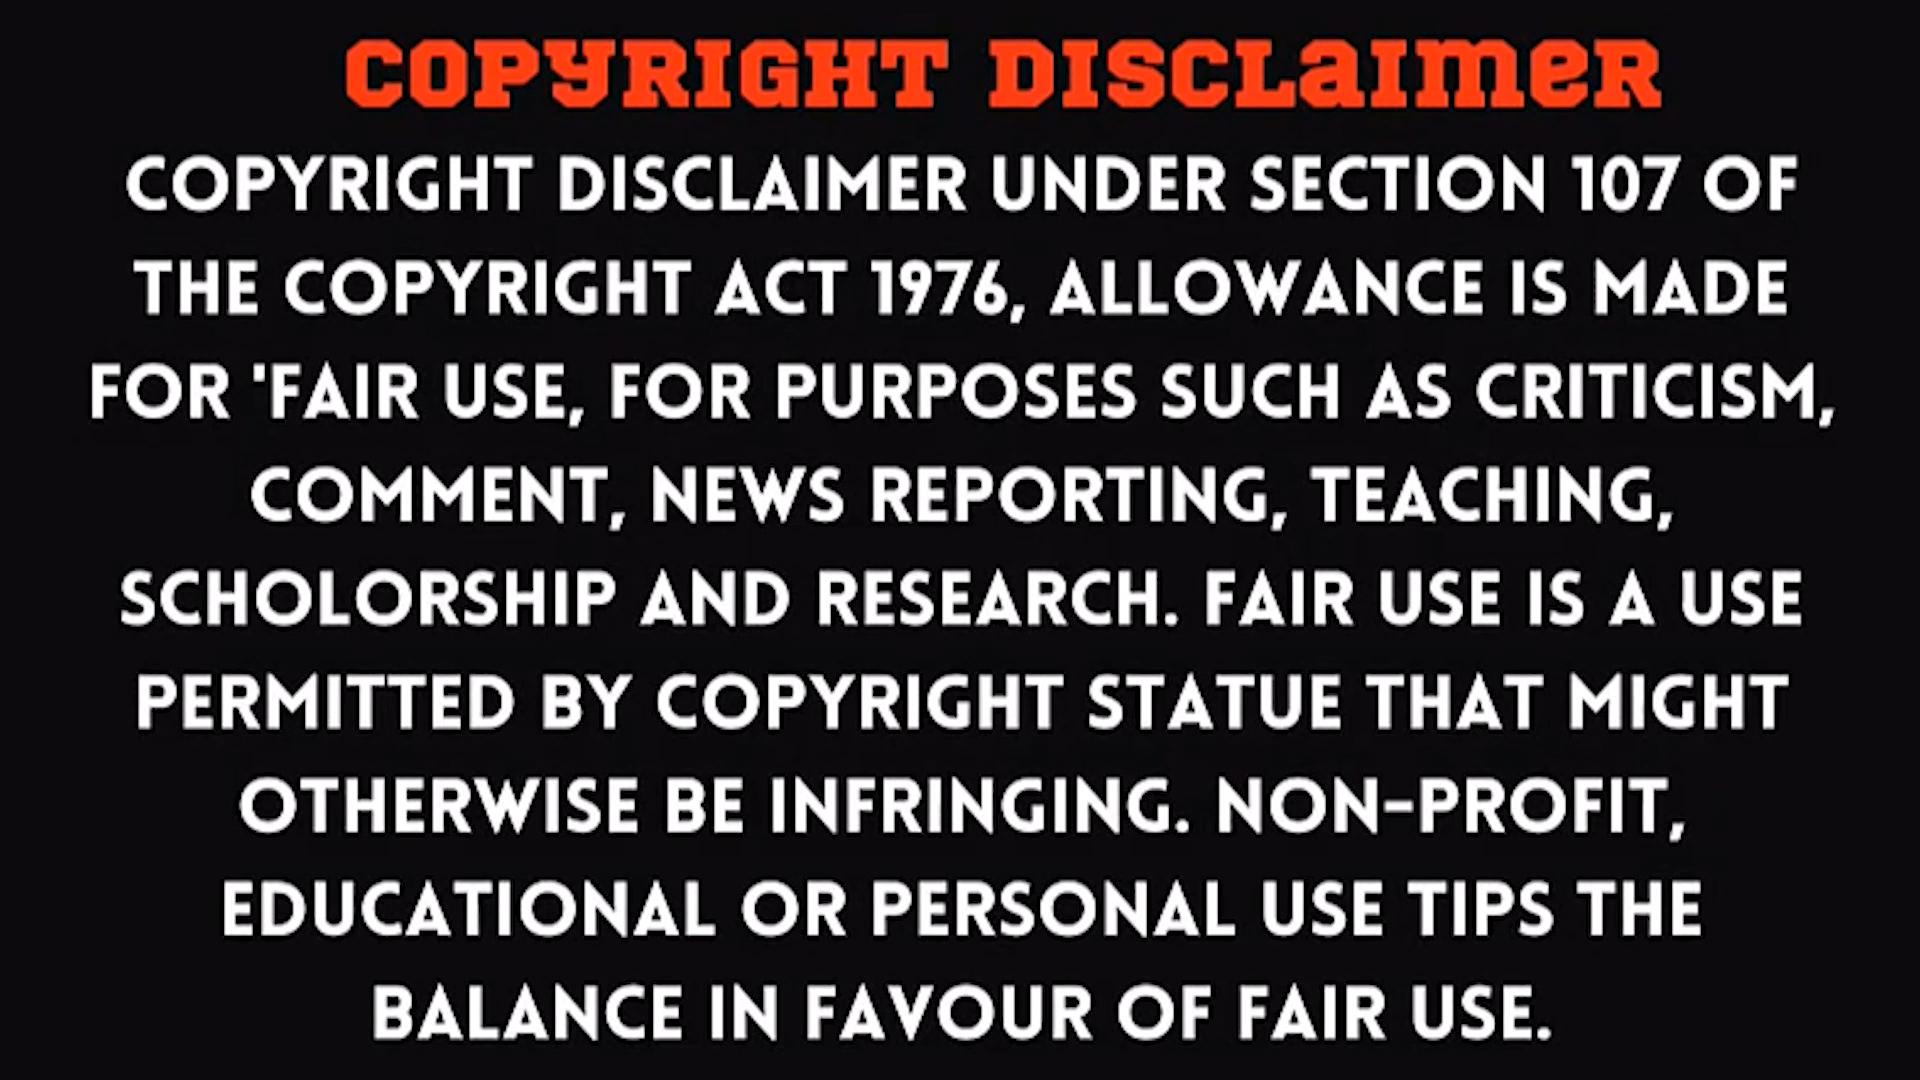 COPYRIGHT DISCLAIMER
COPYRIGHT DISCLAIMER UNDER SECTION 107 OF
THE COPYRIGHT ACT 1976, ALLOWANCE IS MADE
FOR 'FAIR USE, FOR PURPOSES SUCH AS CRITICISM,
COMMENT, NEWS REPORTING, TEACHING,
SCHOLORSHIP AND RESEARCH. FAIR USE IS A USE
PERMITTED BY COPYRIGHT STATUE THAT MIGHT
OTHERWISE BE INFRINGING. NON-PROFIT,
EDUCATIONAL OR PERSONAL USE TIPS THE
BALANCE IN FAVOUR OF FAIR USE.